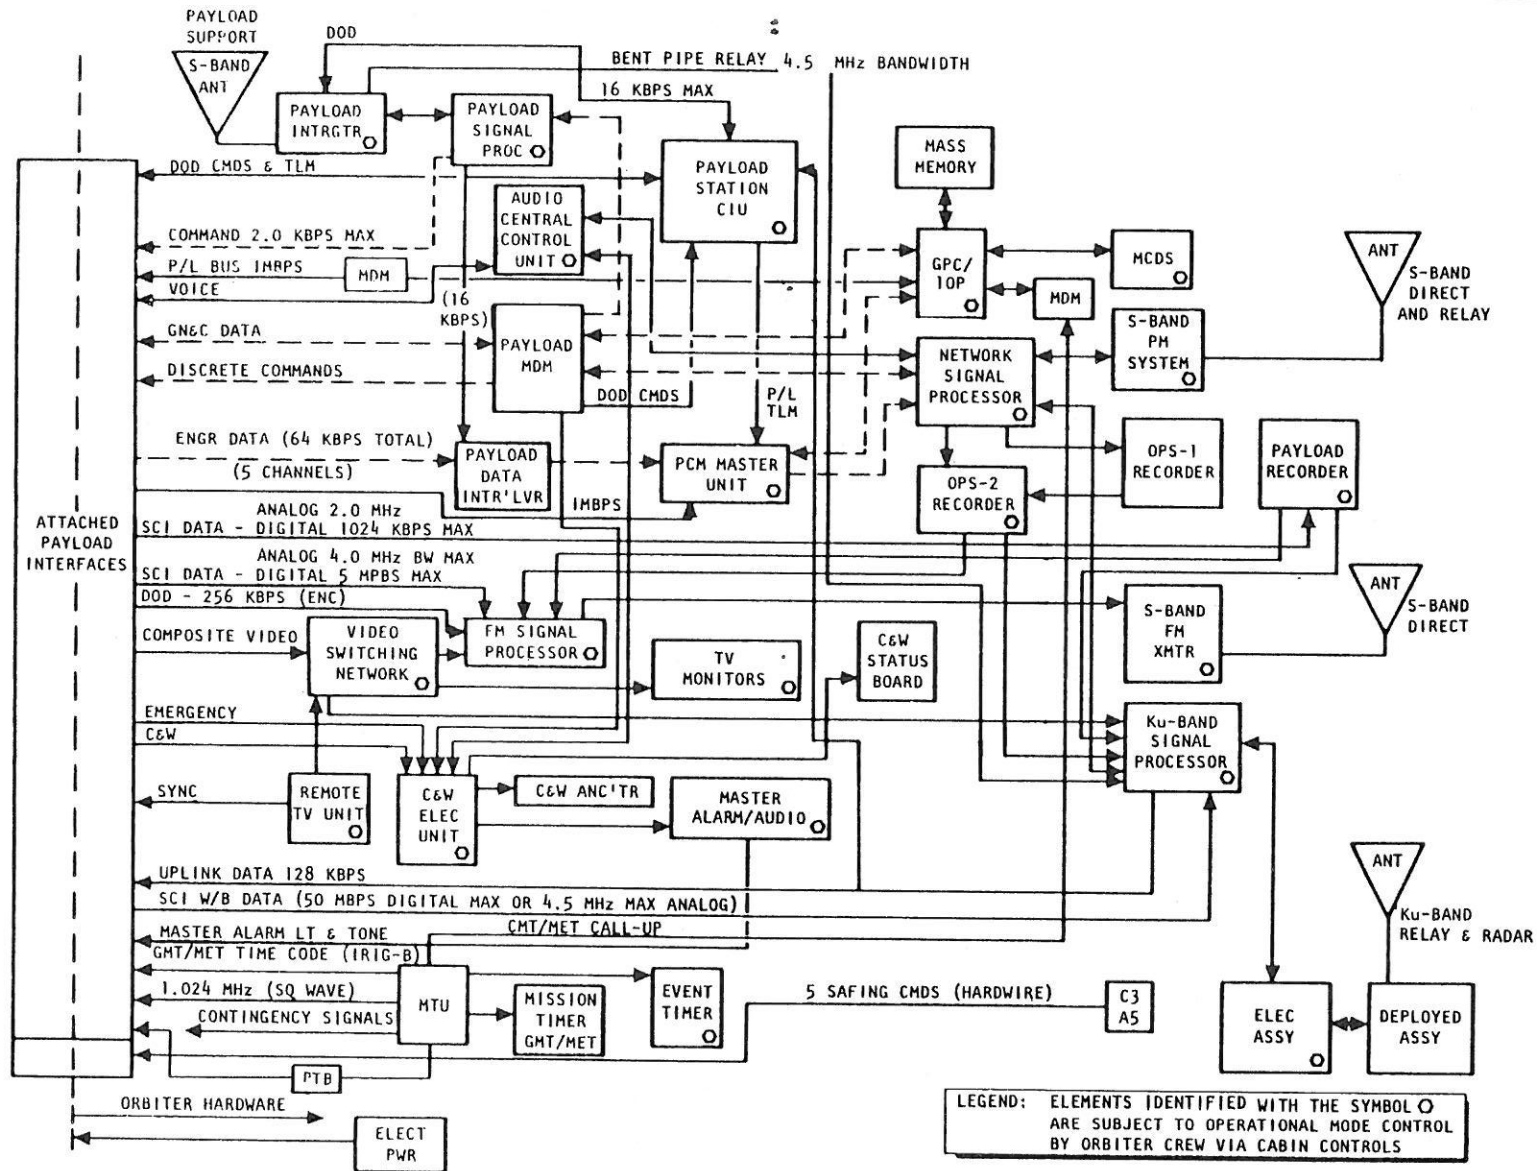 PAYLOAD
SUPPORT
S-BAND
ANT
DOD
BENT PIPE RELAY 4.5 MHz BANDWIDTH
16 KBPS MAX
PAYLOAD
INTRGTR
PAYLOAD
SIGNAL
PROC
PAYLOAD
STATION
CIU
MASS
MEMORY
DOD CMDS & TLM
AUDIO
CENTRAL
CONTROL
UNIT
COMMAND 2.0 KBPS MAX
P/L BUS 1MBPS
MDM
VOICE
(16
KBPS)
GPC/
IOP
MCDS
MDM
ANT
S-BAND
DIRECT
AND RELAY
GN&C DATA
PAYLOAD
MDM
DISCRETE COMMANDS
DOD CMDS
P/L
TLM
NETWORK
SIGNAL
PROCESSOR
S-BAND
PM
SYSTEM
ENGR DATA (64 KBPS TOTAL)
(5 CHANNELS)
PAYLOAD
DATA
INTR'LVR
PCM MASTER
UNIT
1MBPS
OPS-2
RECORDER
OPS-1
RECORDER
PAYLOAD
RECORDER
ATTACHED
PAYLOAD
INTERFACES
ANALOG 2.0 MHz
SCI DATA - DIGITAL 1024 KBPS MAX
ANALOG 4.0 MHz BW MAX
SCI DATA - DIGITAL 5 MPBS MAX
DOD - 256 KBPS (ENC)
COMPOSITE VIDEO
VIDEO
SWITCHING
NETWORK
FM SIGNAL
PROCESSOR
TV
MONITORS
C&W
STATUS
BOARD
S-BAND
FM
XMTR
ANT
S-BAND
DIRECT
EMERGENCY
C&W
SYNC
REMOTE
TV UNIT
C&W
ELEC
UNIT
C&W ANC'TR
MASTER
ALARM/AUDIO
Ku-BAND
SIGNAL
PROCESSOR
UPLINK DATA 128 KBPS
SCI W/B DATA (50 MBPS DIGITAL MAX OR 4.5 MHz MAX ANALOG)
MASTER ALARM LT & TONE
GMT/MET TIME CODE (IRIG-B)
CMT/MET CALL-UP
1.024 MHz (SQ WAVE)
CONTINGENCY SIGNALS
MTU
MISSION
TIMER
GMT/MET
EVENT
TIMER
5 SAFING CMDS (HARDWIRE)
C3
A5
ANT
Ku-BAND
RELAY & RADAR
ELEC
ASSY
DEPLOYED
ASSY
PTB
ORBITER HARDWARE
ELECT
PWR
LEGEND: ELEMENTS IDENTIFIED WITH THE SYMBOL
ARE SUBJECT TO OPERATIONAL MODE CONTROL
BY ORBITER CREW VIA CABIN CONTROLS